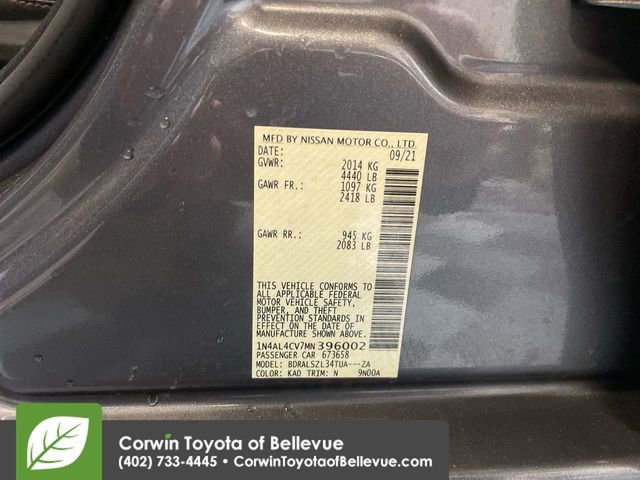 MFD BY NISSAN MOTOR CO., LTD.
DATE: 09/21
GVWR: 2014 KG
4440 LB
GAWR FR.: 1097 KG
2418 LB
GAWR RR.: 945 KG
2083 LB
THIS VEHICLE CONFORMS TO
ALL APPLICABLE FEDERAL
MOTOR VEHICLE SAFETY,
BUMPER, AND THEFT
PREVENTION STANDARDS IN
EFFECT ON THE DATE OF
MANUFACTURE SHOWN ABOVE.
1N4AL4CV7MN396002
PASSENGER CAR 673658
MODEL: BDRALSZL34TUA---ZA
COLOR: KAD TRIM: N 9N00A
Corwin Toyota of Bellevue
(402) 733-4445 • CorwinToyotaofBellevue.com